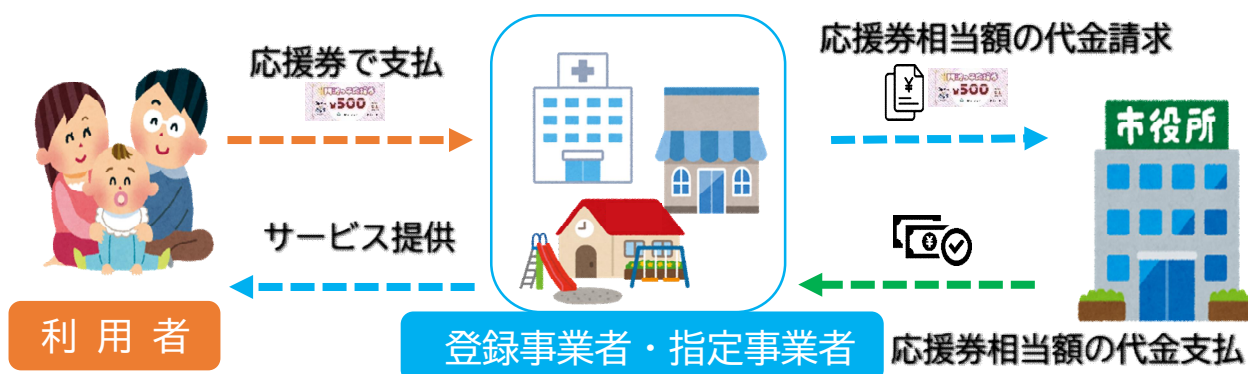 応援券で支払
¥500
サービス提供
利用者
登録事業者・指定事業者
応援券相当額の代金請求
¥
¥500
市役所
¥
応援券相当額の代金支払